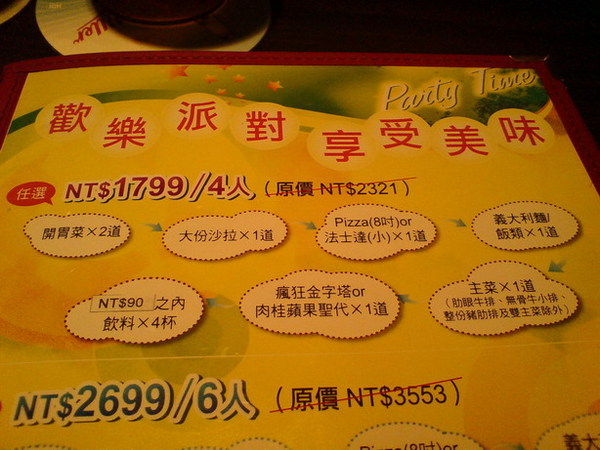 Party Time
歡樂派對 享受美味
任選 NT$1799/4人(原價 NT$2321)
開胃菜×2道
大份沙拉×1道
Pizza(8吋)or
法士達(小)×1道
義大利麵/
飯類×1道
NT$90 之內
飲料×4杯
瘋狂金字塔or
肉桂蘋果聖代×1道
主菜×1道
(肋眼牛排、無骨牛小排、
整份豬肋排及雙主菜除外)
NT$2699/6人(原價 NT$3553)
Pizza(8吋)or